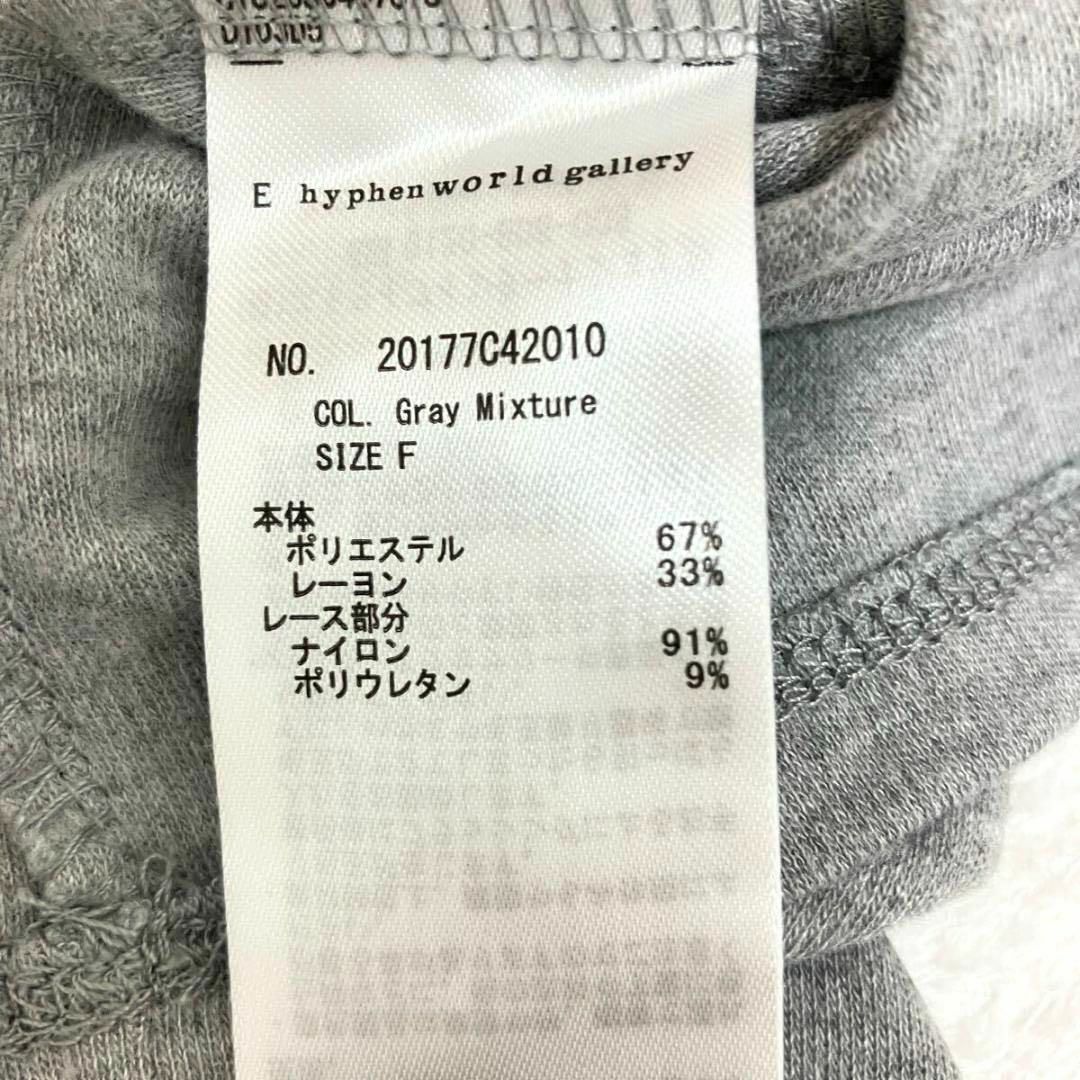 E hyphen world gallery
NO. 20177C42010
COL. Gray Mixture
SIZE F
本体
ポリエステル 67%
レーヨン 33%
レース部分
ナイロン 91%
ポリウレタン 9%